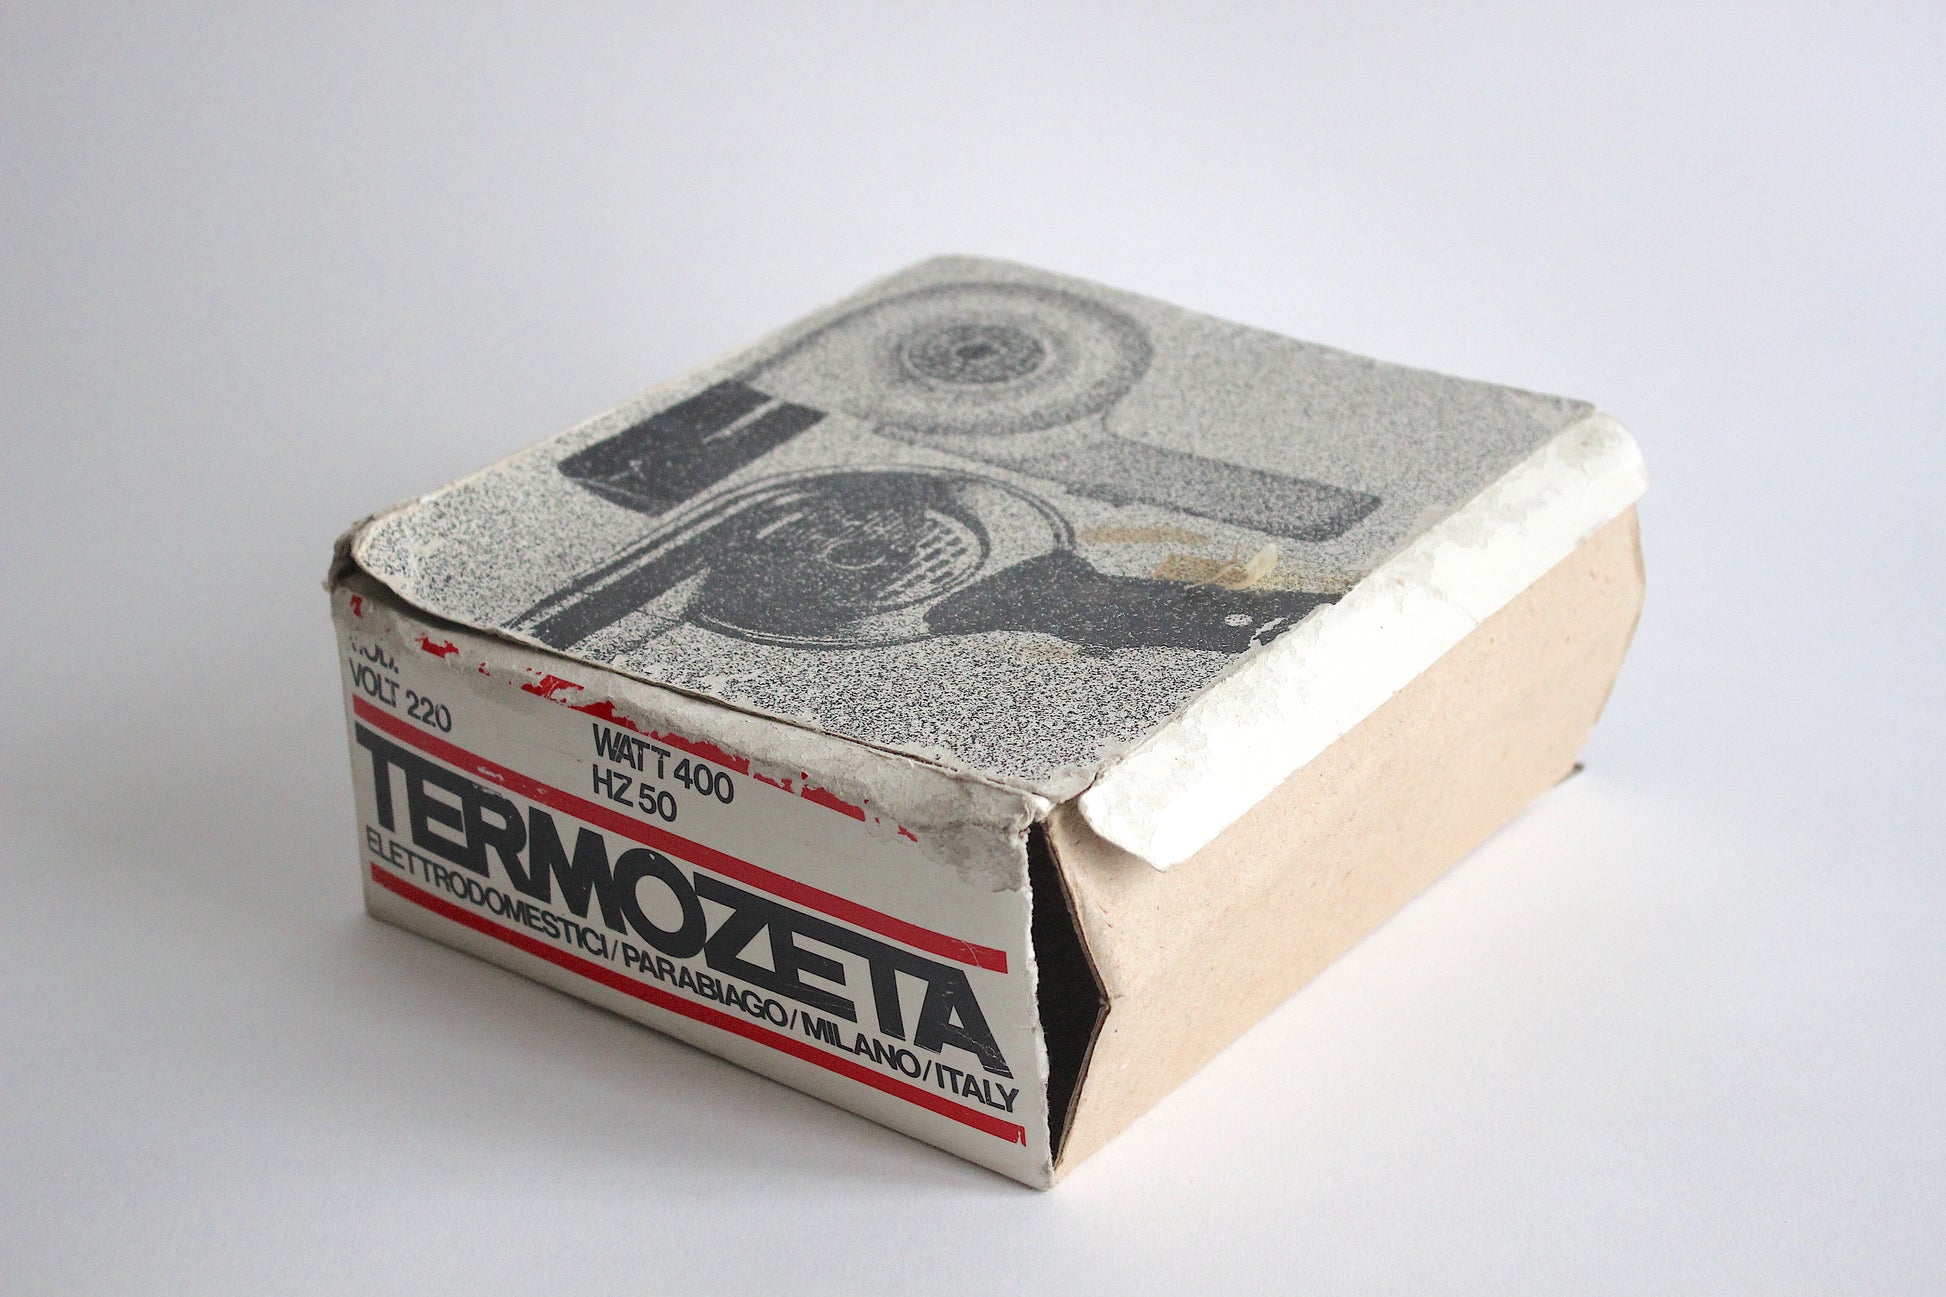 VOLT 220
WATT 400
HZ 50
TERMOZETA
ELETTRODOMESTICI/PARABIAGO/MILANO/ITALY